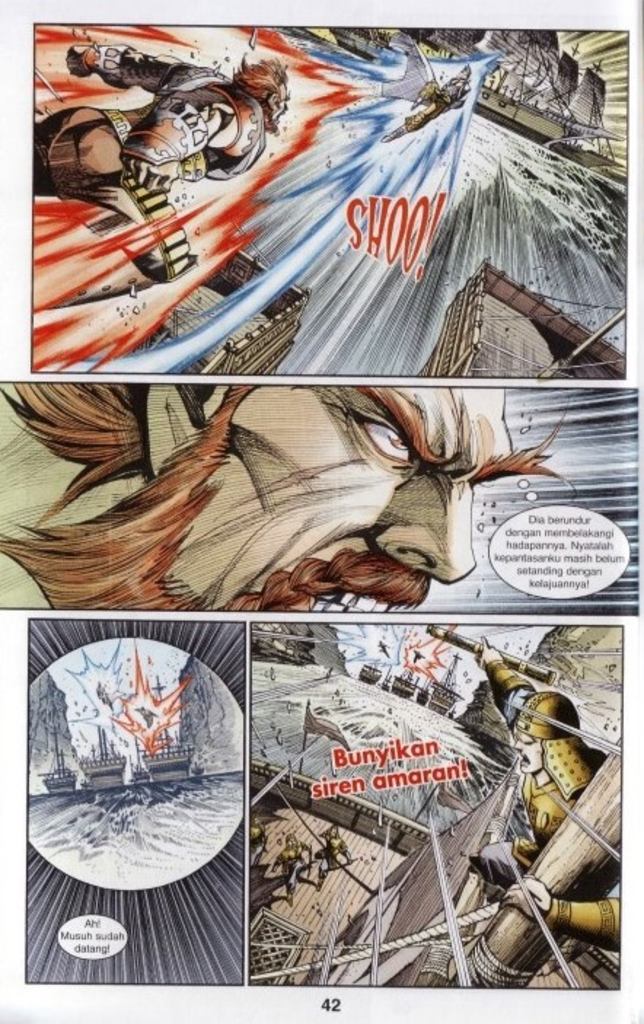 SHOO!
Dia berundur
dengan membelakangi
hadapannya. Nyatalah
kepantasanku masih belum
setanding dengan
kelajuannya!
Ah!
Musuh sudah
datang!
Bunyikan
siren amaran!
42